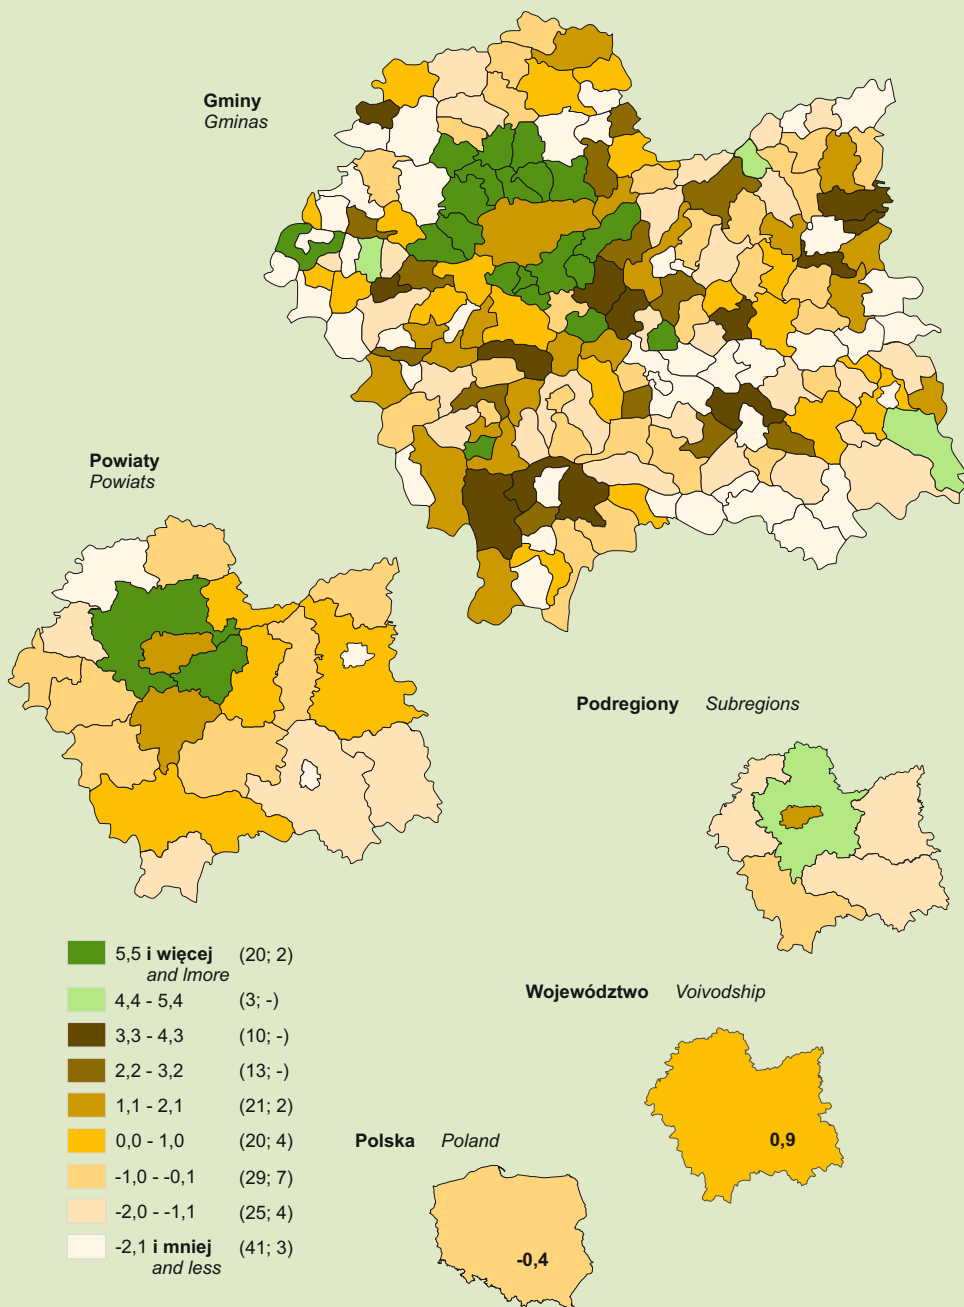 Gminy
Gminas
Powiaty
Powiats
Podregiony Subregions
5,5 i więcej (20; 2)
and lmore
4,4 - 5,4 (3; -)
3,3 - 4,3 (10; -)
2,2 - 3,2 (13; -)
1,1 - 2,1 (21; 2)
0,0 - 1,0 (20; 4)
-1,0 - -0,1 (29; 7)
-2,0 - -1,1 (25; 4)
-2,1 i mniej (41; 3)
and less
Województwo Voivodship
0,9
Polska Poland
-0,4